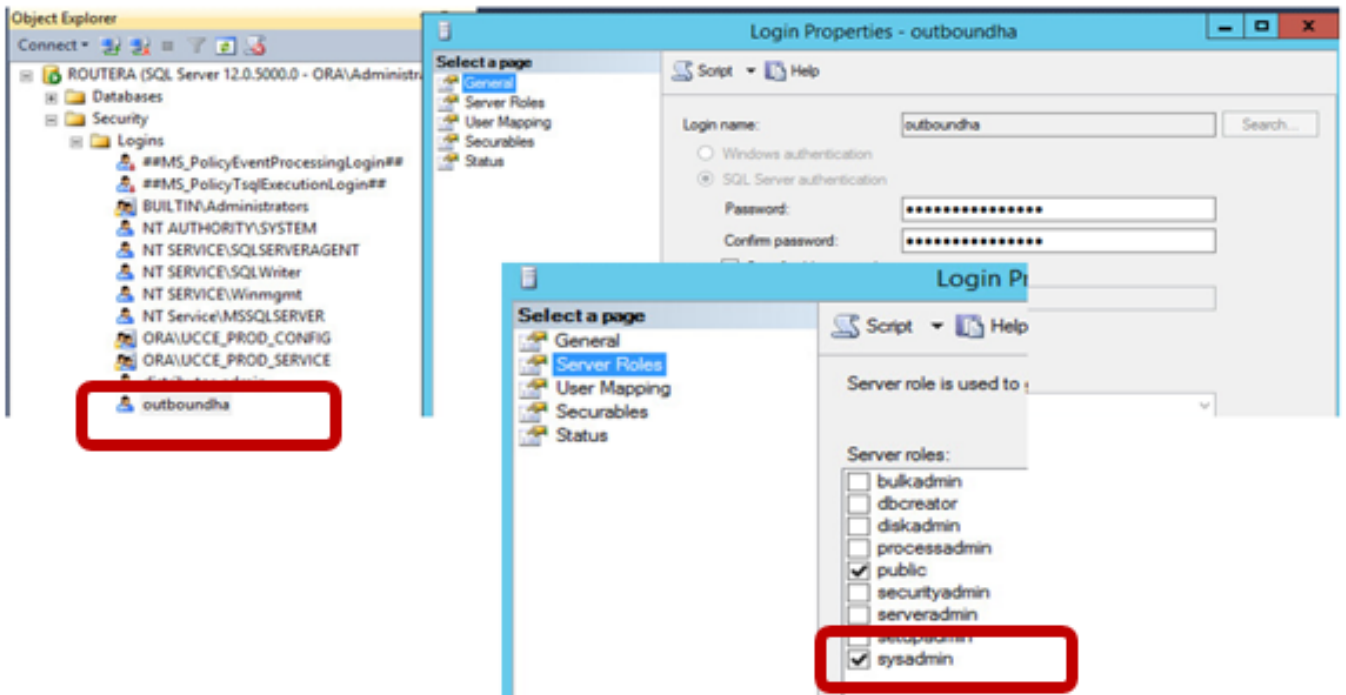 Object Explorer
Connect
ROUTERA (SQL Server 12.0.5000.0 - ORA\Administra
Databases
Security
Logins
##MS_PolicyEventProcessingLogin##
##MS_PolicyTsqlExecutionLogin##
BUILTIN\Administrators
NT AUTHORITY\SYSTEM
NT SERVICE\SQLSERVERAGENT
NT SERVICE\SQLWriter
NT SERVICE\Winmgmt
NT Service\MSSQLSERVER
ORA\UCCE_PROD_CONFIG
ORA\UCCE_PROD_SERVICE
outboundha
Login Properties - outboundha
Select a page
General
Server Roles
User Mapping
Securables
Status
Script Help
Login name: outboundha Search...
Windows authentication
SQL Server authentication
Password: •••••••••••••••
Confirm password: •••••••••••••••
Login Pr
Select a page
General
Server Roles
User Mapping
Securables
Status
Script Help
Server role is used to
Server roles:
bulkadmin
dbcreator
diskadmin
processadmin
public
securityadmin
serveradmin
setupadmin
sysadmin